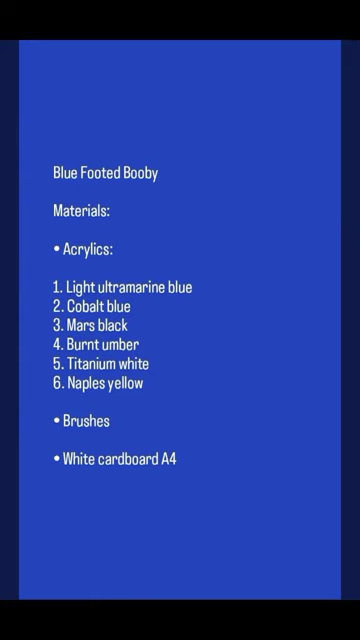 Blue Footed Booby
Materials:
• Acrylics:
1. Light ultramarine blue
2. Cobalt blue
3. Mars black
4. Burnt umber
5. Titanium white
6. Naples yellow
• Brushes
• White cardboard A4